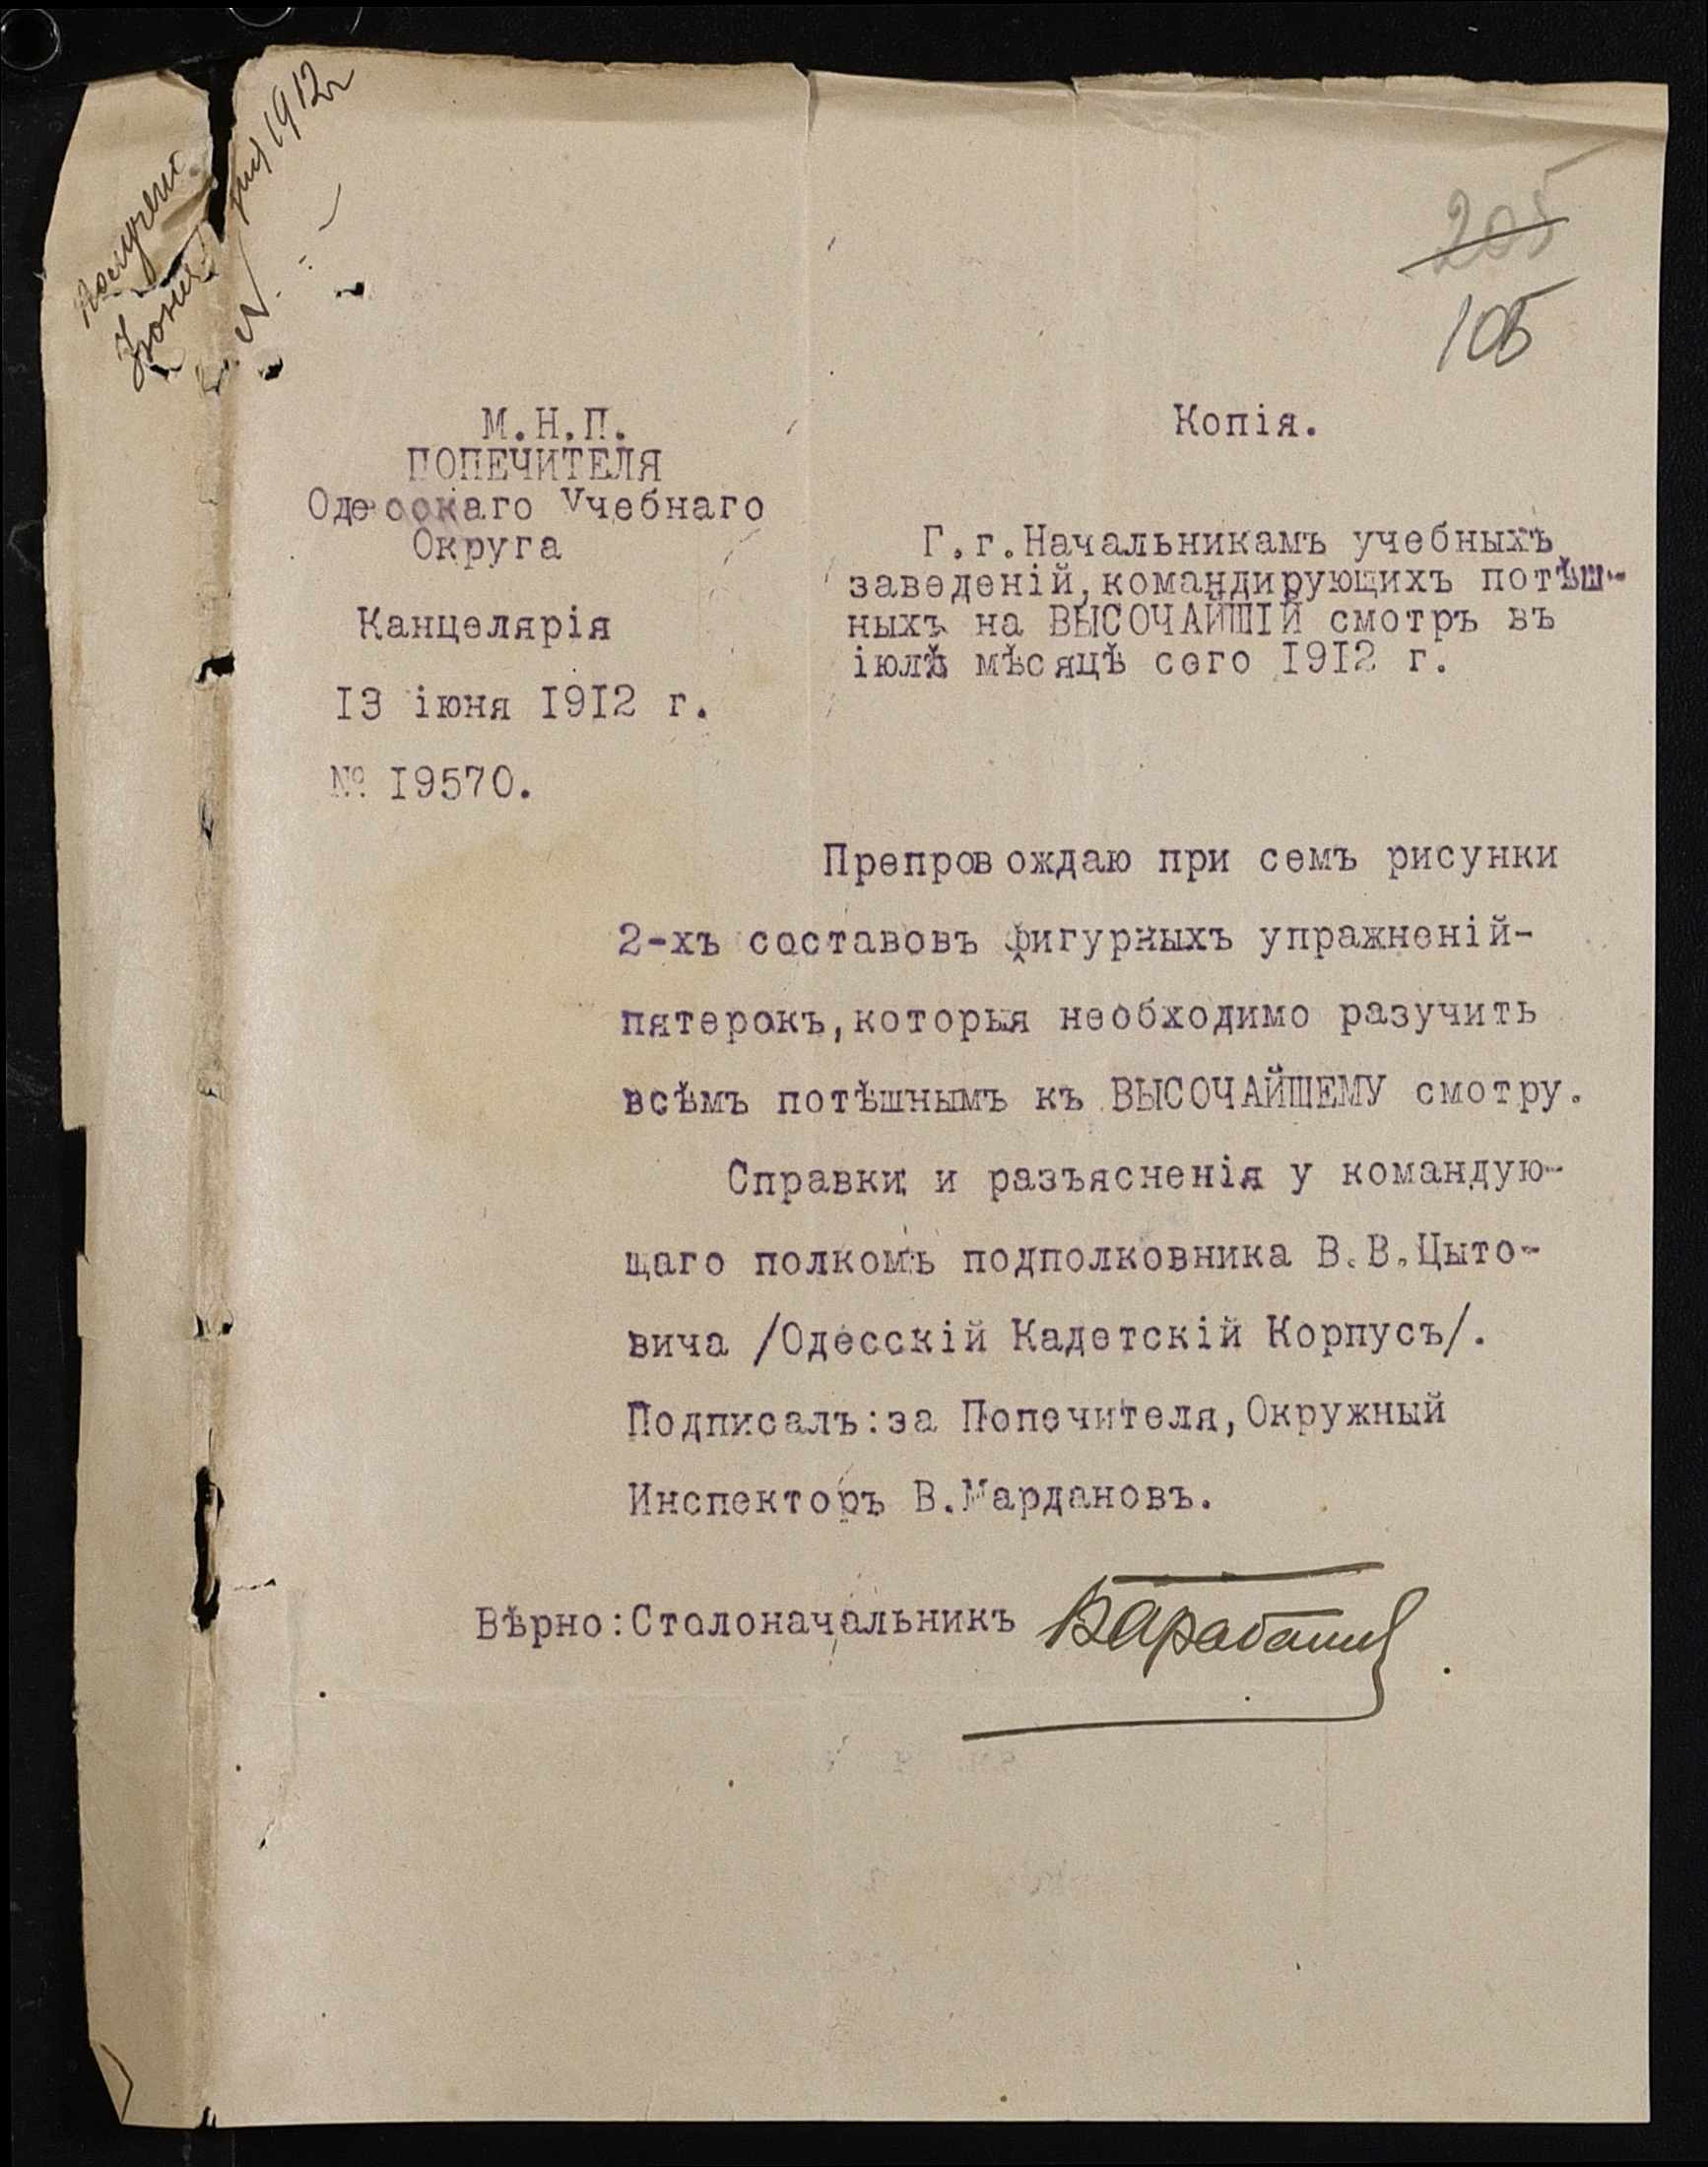 получено
1912 г
205
105
М.Н.П.
ПОПЕЧИТЕЛЯ
Одесскаго Учебнаго
Округа
Канцелярія
13 іюня 1912 г.
№ 19570.
Копія.
Г.г.Начальникамъ учебныхъ
заведеній,командирующихъ потѣш-
ныхъ на ВЫСОЧАЙШІЙ смотръ въ
іюлѣ мѣсяцѣ сего 1912 г.
Препровождаю при семъ рисунки
2-хъ составовъ фигурныхъ упражненій-
пятерокъ,которыя необходимо разучить
всѣмъ потѣшнымъ къ ВЫСОЧАЙШЕМУ смотру.
Справки и разъясненія у командую-
щаго полкомъ подполковника В.В.Цыто-
вича /Одесскій Кадетскій Корпусъ/.
Подписалъ:за Попечителя,Окружный
Инспекторъ В.Мардановъ.
Вѣрно:Столоначальникъ